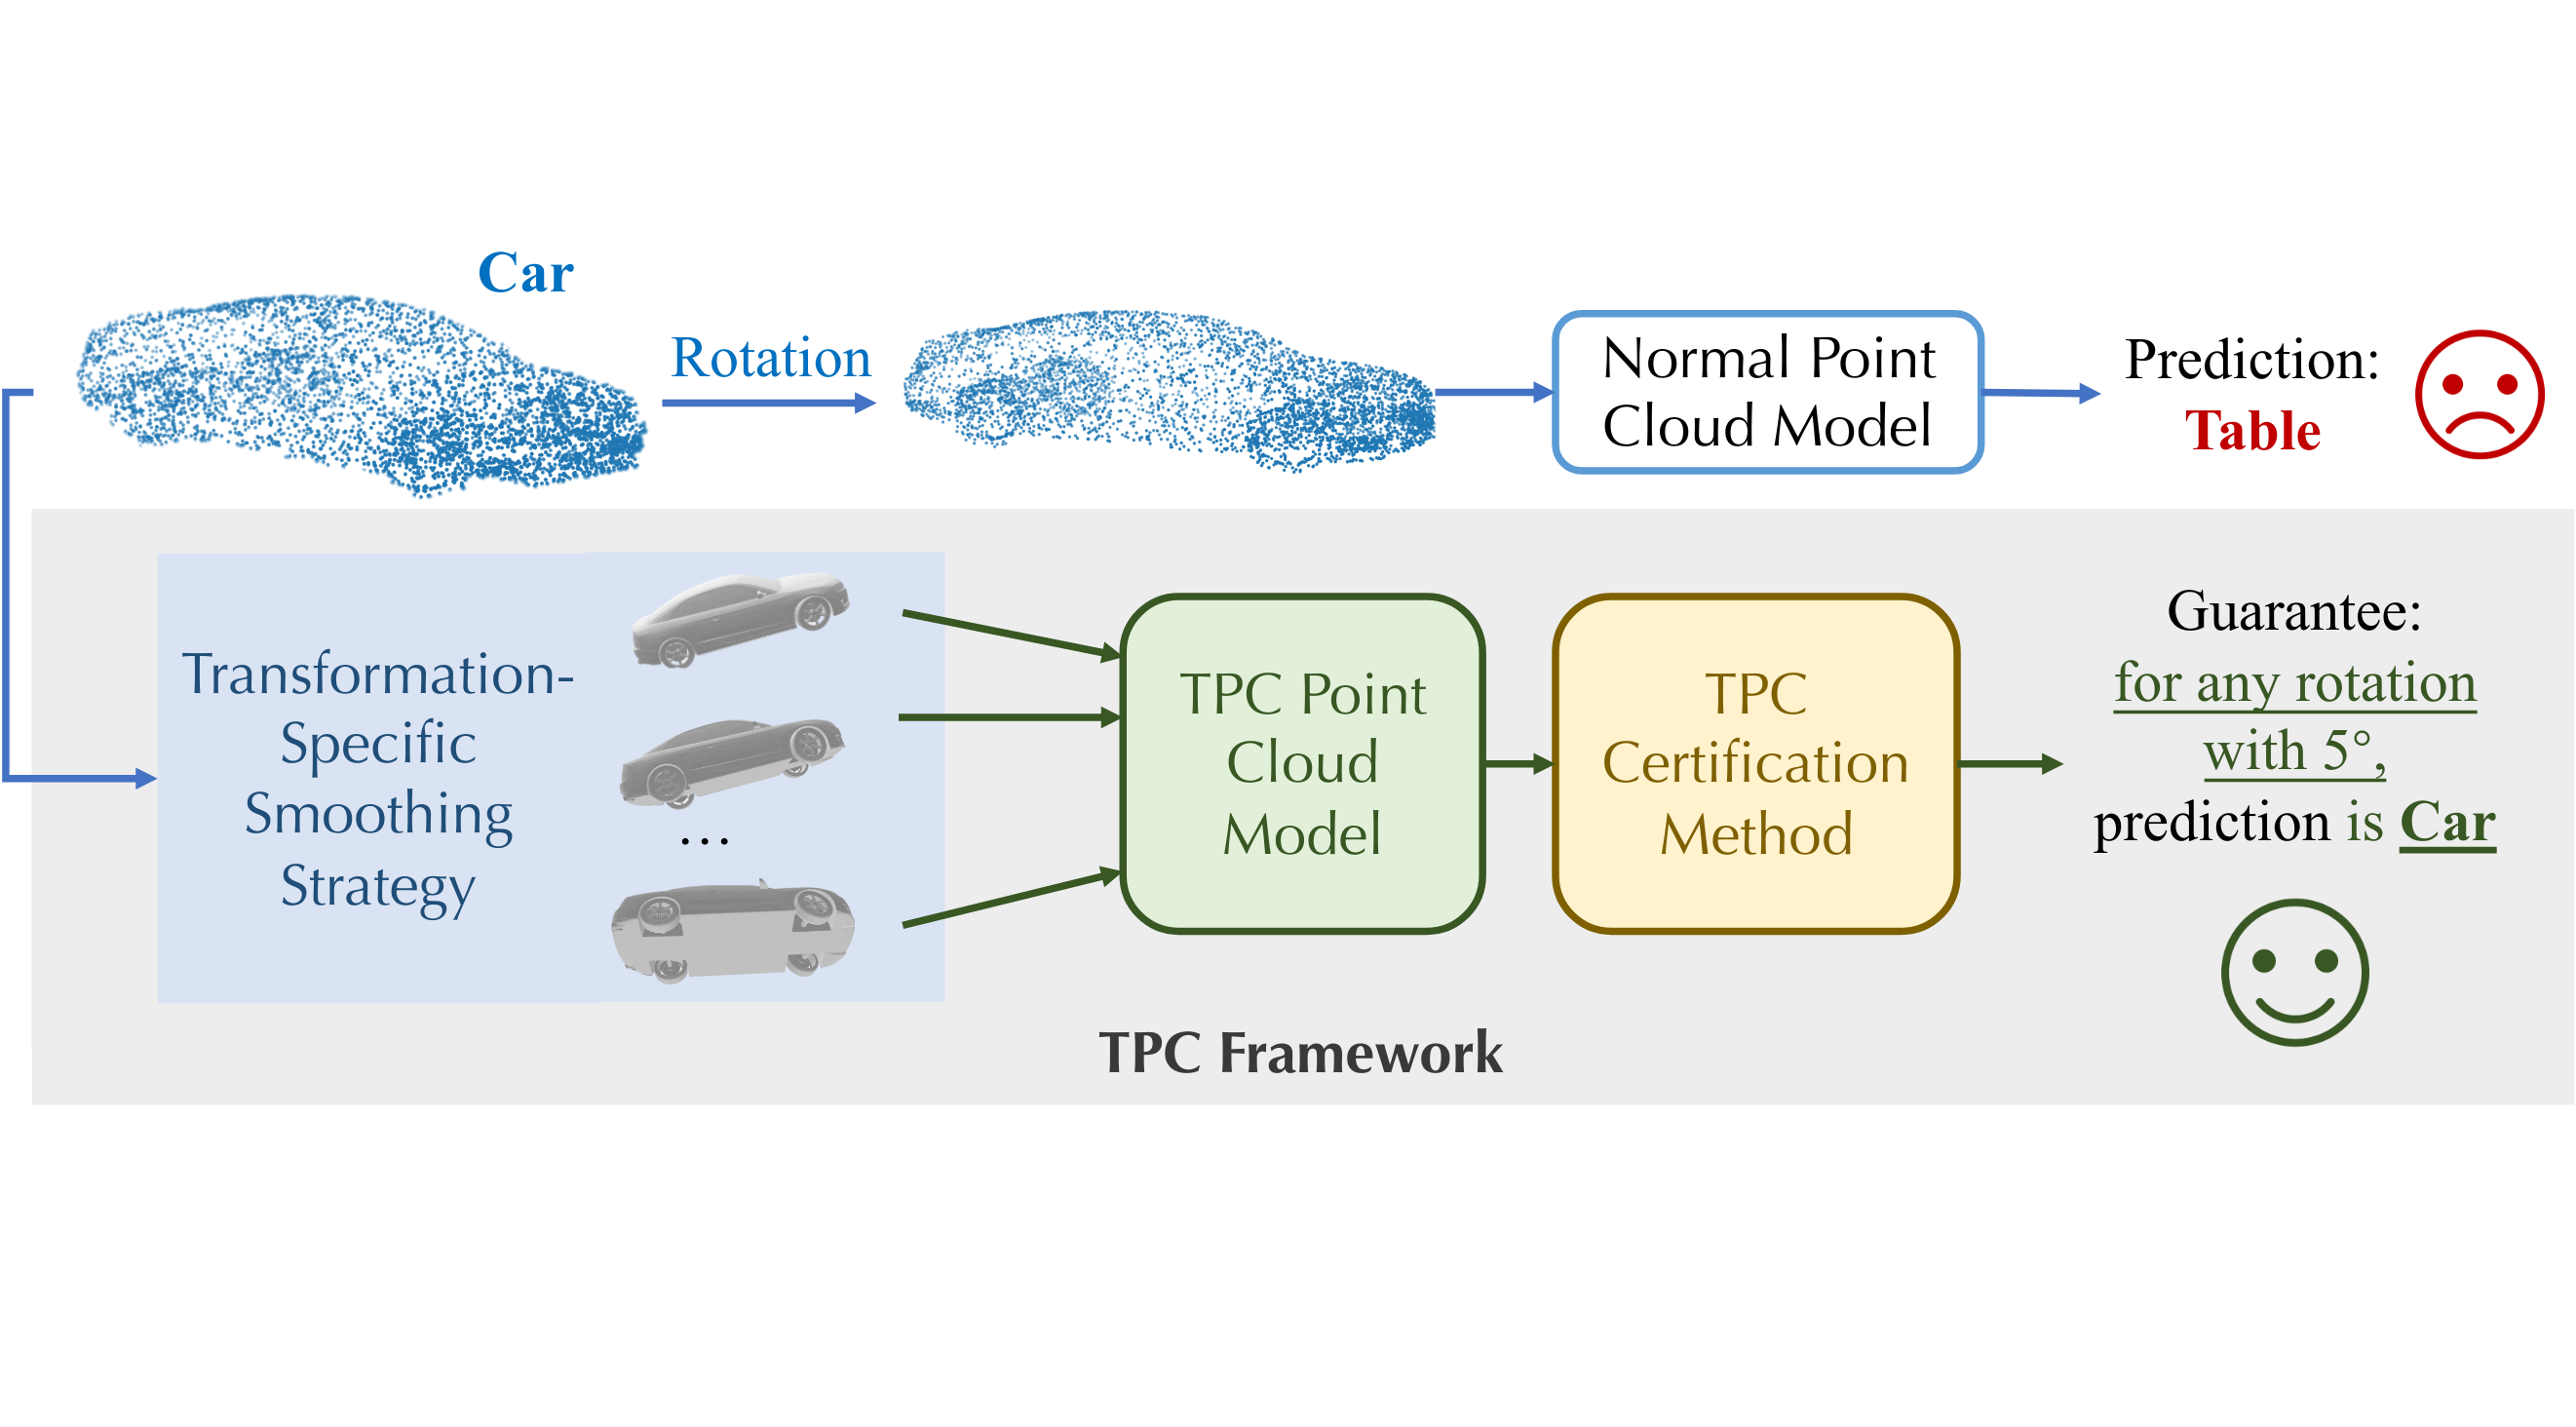 Car
Rotation
Normal Point
Cloud Model
Prediction:
Table
Transformation-
Specific
Smoothing
Strategy
...
TPC Point
Cloud
Model
TPC
Certification
Method
Guarantee:
for any rotation
with 5°,
prediction is Car
TPC Framework